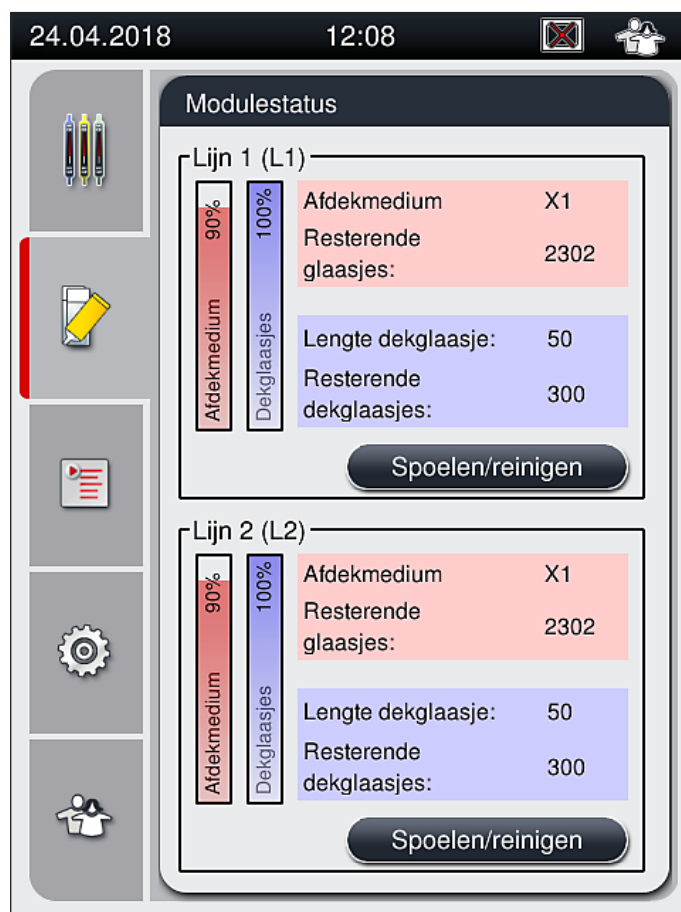 24.04.2018 12:08
Modulestatus
Lijn 1 (L1)
90% Afdekmedium
100% Dekglaasjes
Afdekmedium X1
Resterende
glaasjes: 2302
Lengte dekglaasje: 50
Resterende
dekglaasjes: 300
Spoelen/reinigen
Lijn 2 (L2)
90% Afdekmedium
100% Dekglaasjes
Afdekmedium X1
Resterende
glaasjes: 2302
Lengte dekglaasje: 50
Resterende
dekglaasjes: 300
Spoelen/reinigen